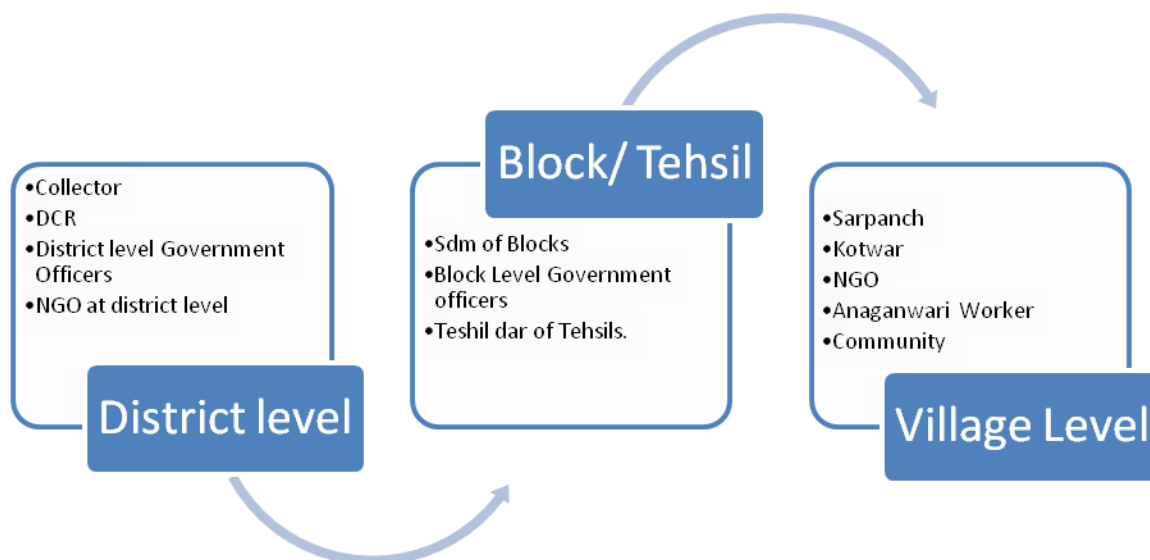 •Collector
•DCR
•District level Government
Officers
•NGO at district level
District level
Block/ Tehsil
•Sdm of Blocks
•Block Level Government
officers
•Teshil dar of Tehsils.
•Sarpanch
•Kotwar
•NGO
•Anaganwari Worker
•Community
Village Level